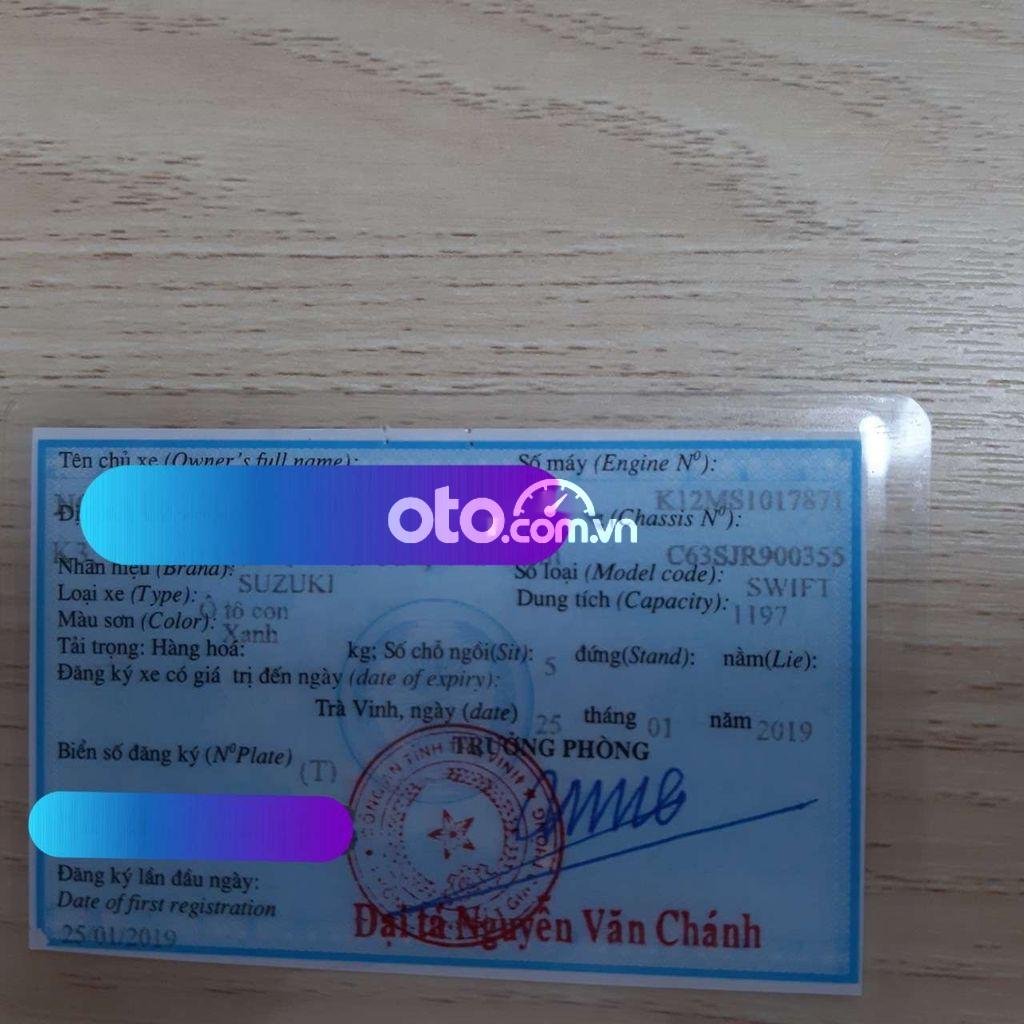 Tên chủ xe (Owner's full name):
Số máy (Engine N⁰):
K12MS1017871
(Chassis N⁰):
C63SJR900355
oto.com.vn
Nhãn hiệu (Brand):
SUZUKI
Số loại (Model code):
SWIFT
Loại xe (Type):
Ô tô con
Dung tích (Capacity):
1197
Màu sơn (Color):
Xanh
Tải trọng: Hàng hoá: kg; Số chỗ ngồi(Sit): 5 đứng(Stand): nằm(Lie):
Đăng ký xe có giá trị đến ngày (date of expiry):
Trà Vinh, ngày (date) 25 tháng 01 năm 2019
Biển số đăng ký (N⁰Plate)
(T)
TRƯỞNG PHÒNG
Đăng ký lần đầu ngày:
Date of first registration
25/01/2019
Đại tá Nguyễn Văn Chánh